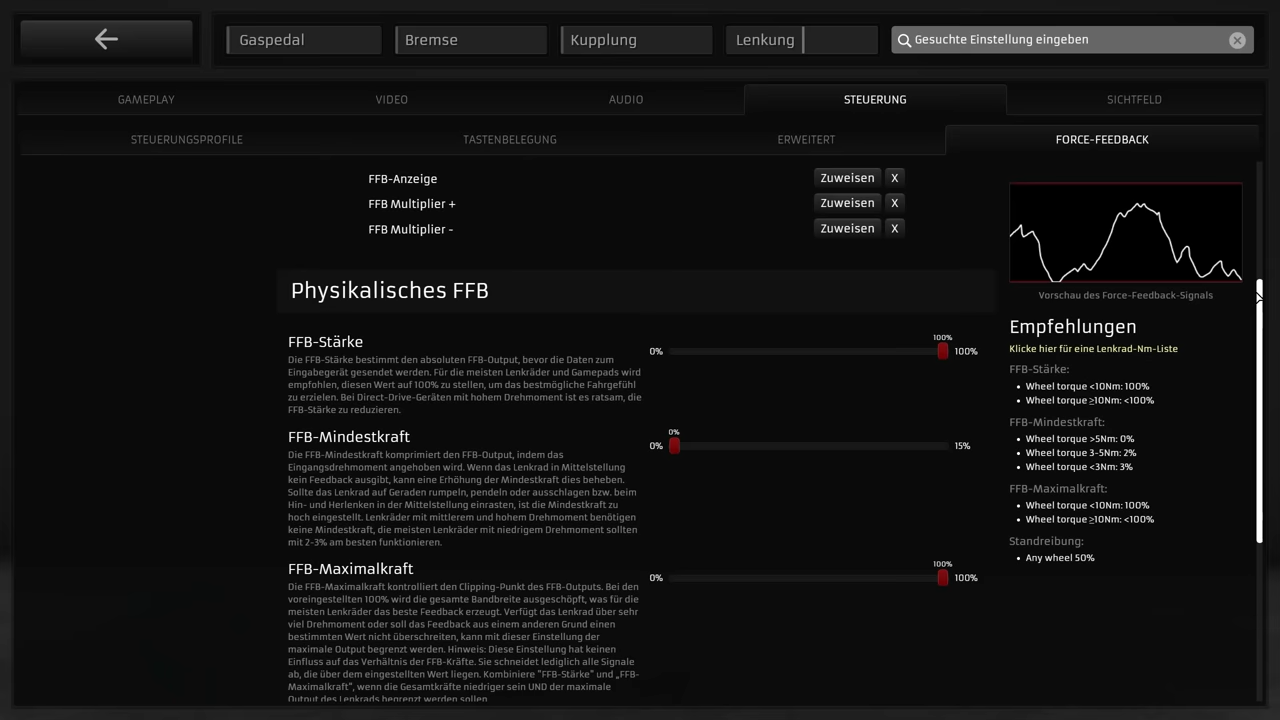 Gaspedal
Bremse
Kupplung
Lenkung
Gesuchte Einstellung eingeben
GAMEPLAY
VIDEO
AUDIO
STEUERUNG
SICHTFELD
STEUERUNGSPROFILE
TASTENBELEGUNG
ERWEITERT
FORCE-FEEDBACK
FFB-Anzeige
Zuweisen X
FFB Multiplier +
Zuweisen X
FFB Multiplier -
Zuweisen X
Physikalisches FFB
FFB-Stärke
Die FFB-Stärke bestimmt den absoluten FFB-Output, bevor die Daten zum
Eingabegerät gesendet werden. Für die meisten Lenkräder und Gamepads wird
empfohlen, diesen Wert auf 100% zu stellen, um das bestmögliche Fahrgefühl
zu erzielen. Bei Direct-Drive-Geräten mit hohem Drehmoment ist es ratsam, die
FFB-Stärke zu reduzieren.
100%
0%
100%
FFB-Mindestkraft
Die FFB-Mindestkraft komprimiert den FFB-Output, indem das
Eingangsdrehmoment angehoben wird. Wenn das Lenkrad in Mittelstellung
kein Feedback ausgibt, kann eine Erhöhung der Mindestkraft dies beheben.
Sollte das Lenkrad auf Geraden rumpeln, pendeln oder ausschlagen bzw. beim
Hin- und Herlenken in der Mittelstellung einrasten, ist die Mindestkraft zu
hoch eingestellt. Lenkräder mit mittlerem und hohem Drehmoment benötigen
keine Mindestkraft, die meisten Lenkräder mit niedrigem Drehmoment sollten
mit 2-3% am besten funktionieren.
0%
0%
15%
FFB-Maximalkraft
Die FFB-Maximalkraft kontrolliert den Clipping-Punkt des FFB-Outputs. Bei den
voreingestellten 100% wird die gesamte Bandbreite ausgeschöpft, was für die
meisten Lenkräder das beste Feedback erzeugt. Verfügt das Lenkrad über sehr
viel Drehmoment oder soll das Feedback aus einem anderen Grund einen
bestimmten Wert nicht überschreiten, kann mit dieser Einstellung der
maximale Output begrenzt werden. Hinweis: Diese Einstellung hat keinen
Einfluss auf das Verhältnis der FFB-Kräfte. Sie schneidet lediglich alle Signale
ab, die über dem eingestellten Wert liegen. Kombiniere "FFB-Stärke" und „FFB-
Maximalkraft", wenn die Gesamtkräfte niedriger sein UND der maximale
Output des Lenkrads begrenzt werden sollen.
100%
0%
100%
Vorschau des Force-Feedback-Signals
Empfehlungen
Klicke hier für eine Lenkrad-Nm-Liste
FFB-Stärke:
• Wheel torque <10Nm: 100%
• Wheel torque ≥10Nm: <100%
FFB-Mindestkraft:
• Wheel torque >5Nm: 0%
• Wheel torque 3-5Nm: 2%
• Wheel torque <3Nm: 3%
FFB-Maximalkraft:
• Wheel torque <10Nm: 100%
• Wheel torque ≥10Nm: <100%
Standreibung:
• Any wheel 50%